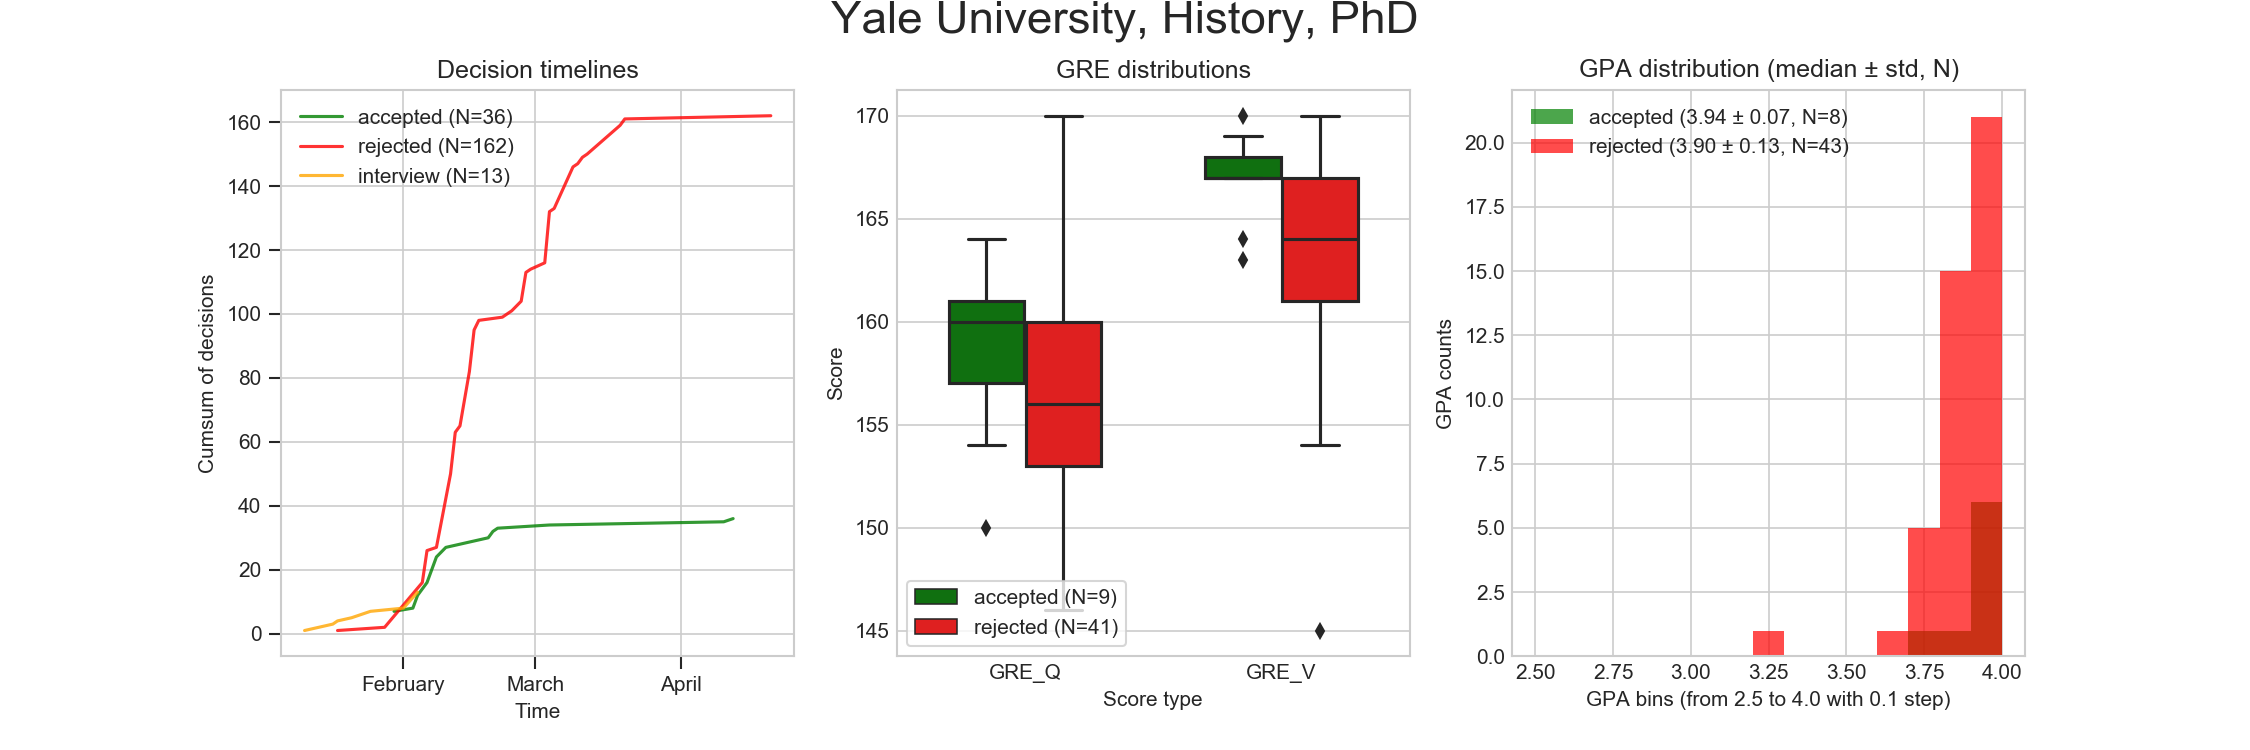 Yale University, History, PhD
Decision timelines
accepted (N=36)
rejected (N=162)
interview (N=13)
160
140
120
100
80
60
40
20
0
Cumsum of decisions
February March April
Time
GRE distributions
170
165
160
155
150
145
Score
accepted (N=9)
rejected (N=41)
GRE_Q GRE_V
Score type
GPA distribution (median ± std, N)
accepted (3.94 ± 0.07, N=8)
rejected (3.90 ± 0.13, N=43)
20.0
17.5
15.0
12.5
10.0
7.5
5.0
2.5
0.0
GPA counts
2.50 2.75 3.00 3.25 3.50 3.75 4.00
GPA bins (from 2.5 to 4.0 with 0.1 step)